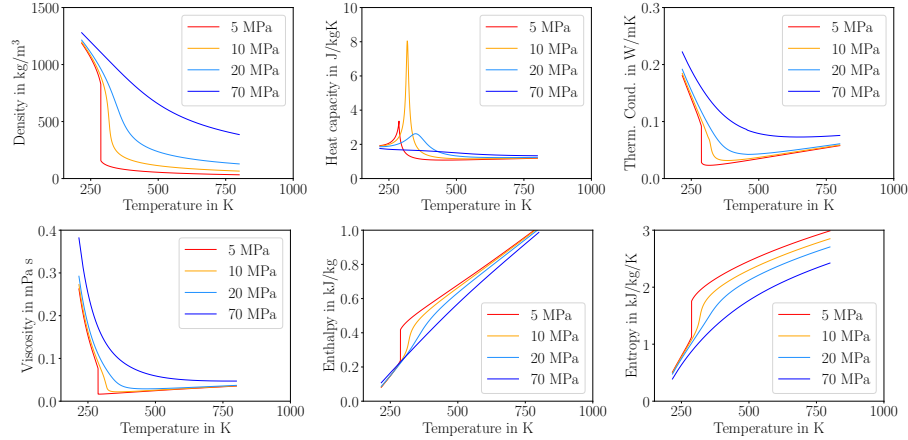 Density in kg/m³
1500
1000
500
0
250
500
750
1000
Temperature in K
5 MPa
10 MPa
20 MPa
70 MPa
Heat capacity in J/kgK
10
8
6
4
2
0
250
500
750
1000
Temperature in K
5 MPa
10 MPa
20 MPa
70 MPa
Therm. Cond. in W/mK
0.3
0.2
0.1
0.0
250
500
750
1000
Temperature in K
5 MPa
10 MPa
20 MPa
70 MPa
Viscosity in mPa s
0.4
0.3
0.2
0.1
0.0
250
500
750
1000
Temperature in K
5 MPa
10 MPa
20 MPa
70 MPa
Enthalpy in kJ/kg
1.0
0.8
0.6
0.4
0.2
0.0
250
500
750
1000
Temperature in K
5 MPa
10 MPa
20 MPa
70 MPa
Entropy in kJ/kg/K
3
2
1
0
250
500
750
1000
Temperature in K
5 MPa
10 MPa
20 MPa
70 MPa